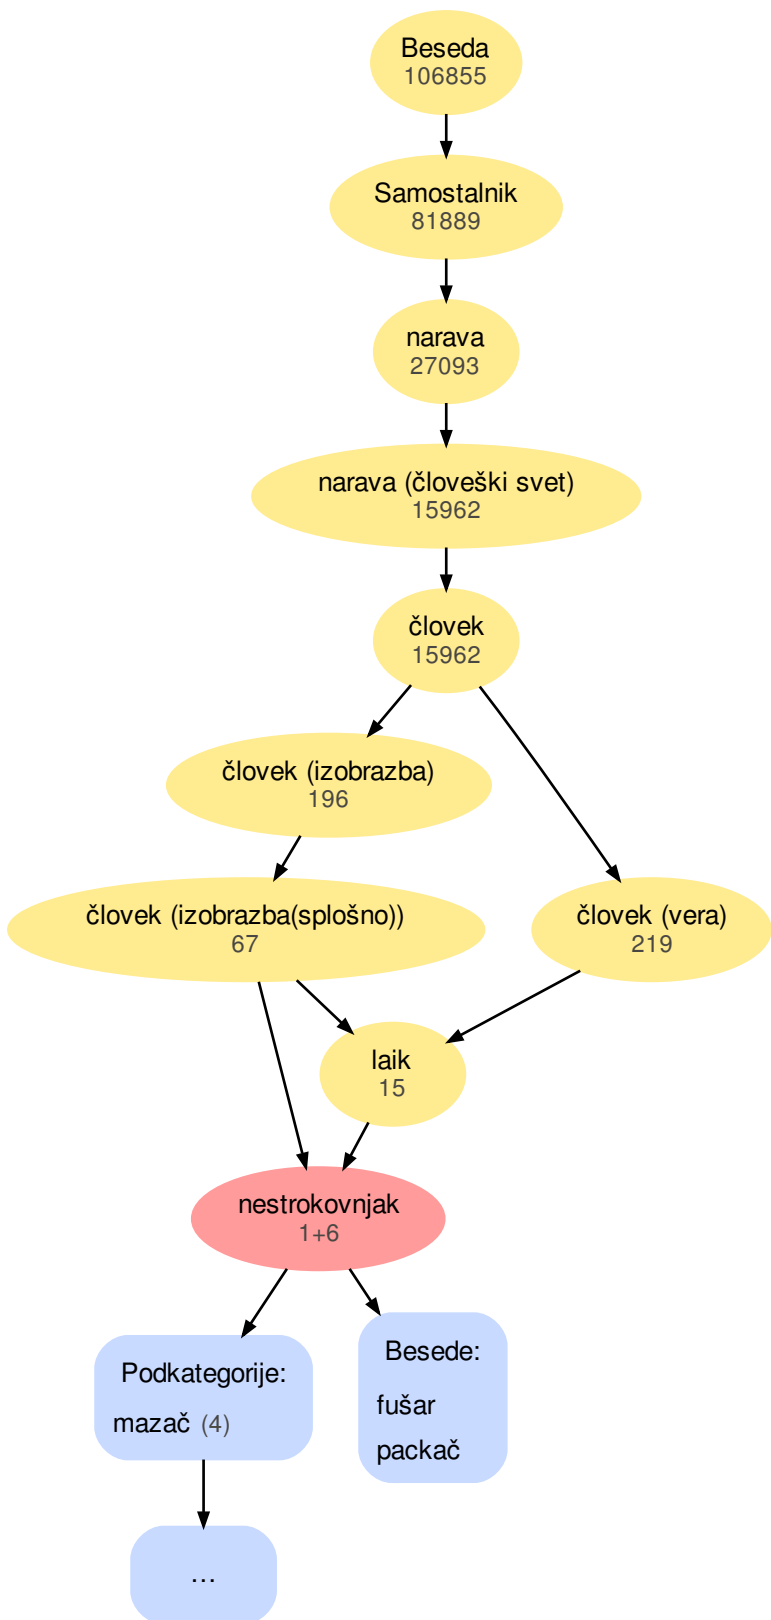 Beseda
106855
Samostalnik
81889
narava
27093
narava (človeški svet)
15962
človek
15962
človek (izobrazba)
196
človek (izobrazba(splošno))
67
človek (vera)
219
laik
15
nestrokovnjak
1+6
Podkategorije:
mazač (4)
Besede:
fušar
packač
...